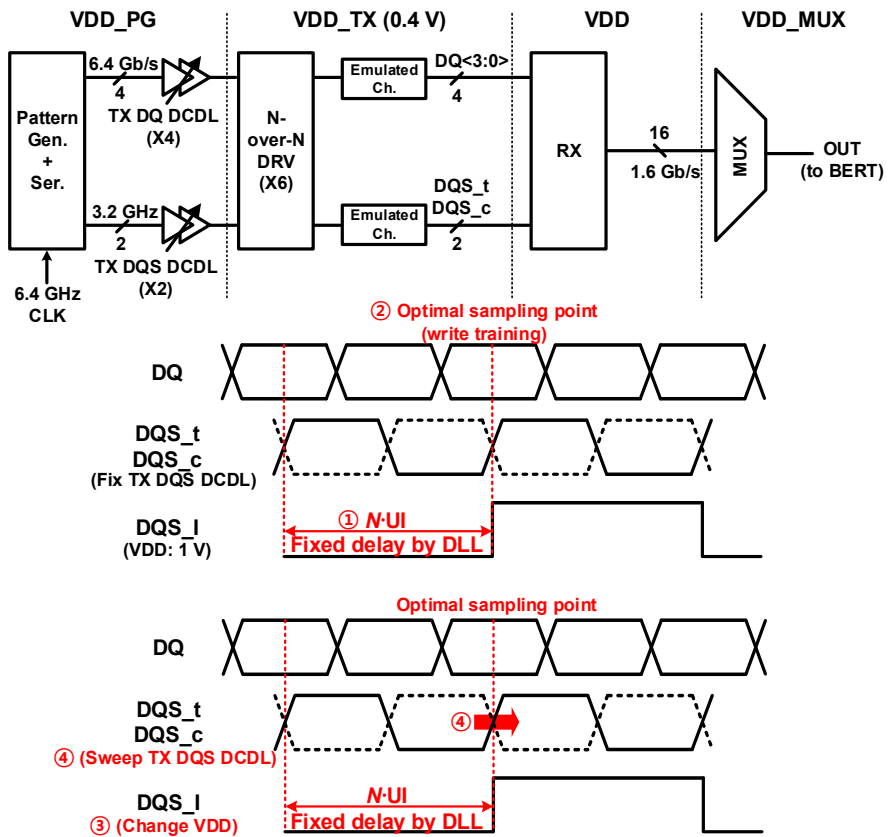 VDD_PG
VDD_TX (0.4 V)
VDD
VDD_MUX
Pattern
Gen.
+
Ser.
6.4 Gb/s
4
TX DQ DCDL
(X4)
3.2 GHz
2
TX DQS DCDL
(X2)
6.4 GHz
CLK
N-
over-N
DRV
(X6)
Emulated
Ch.
DQ<3:0>
4
Emulated
Ch.
DQS_t
DQS_c
2
RX
16
1.6 Gb/s
MUX
OUT
(to BERT)
② Optimal sampling point
(write training)
DQ
DQS_t
DQS_c
(Fix TX DQS DCDL)
① N·UI
Fixed delay by DLL
DQS_I
(VDD: 1 V)
Optimal sampling point
DQ
DQS_t
DQS_c
④
④ (Sweep TX DQS DCDL)
N·UI
Fixed delay by DLL
DQS_I
③ (Change VDD)